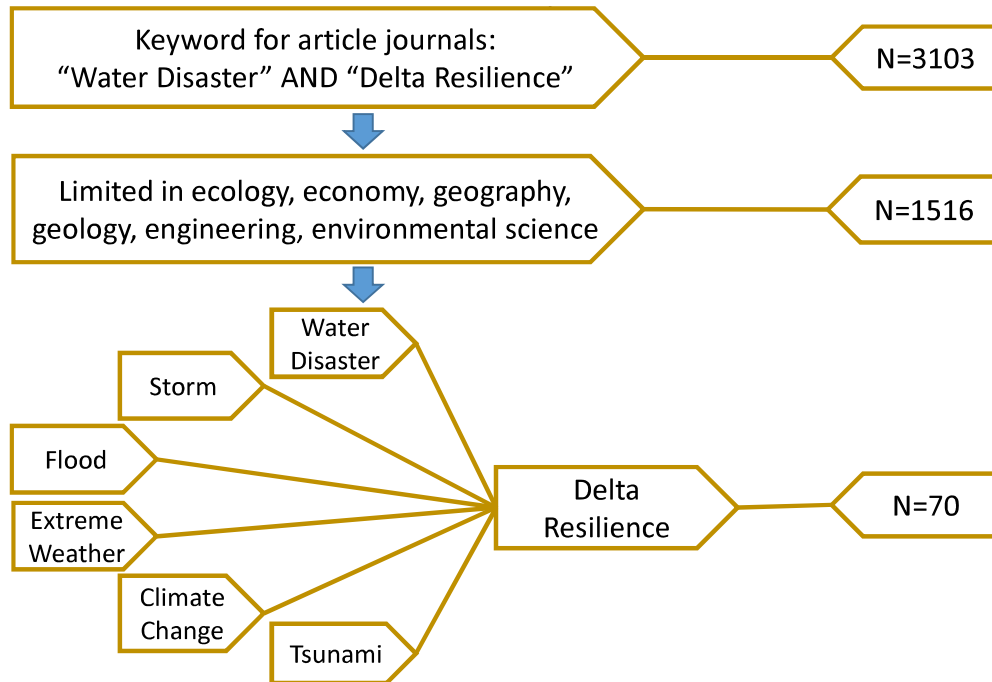 Keyword for article journals:
“Water Disaster” AND “Delta Resilience”
N=3103
Limited in ecology, economy, geography,
geology, engineering, environmental science
N=1516
Water
Disaster
Storm
Flood
Extreme
Weather
Climate
Change
Tsunami
Delta
Resilience
N=70